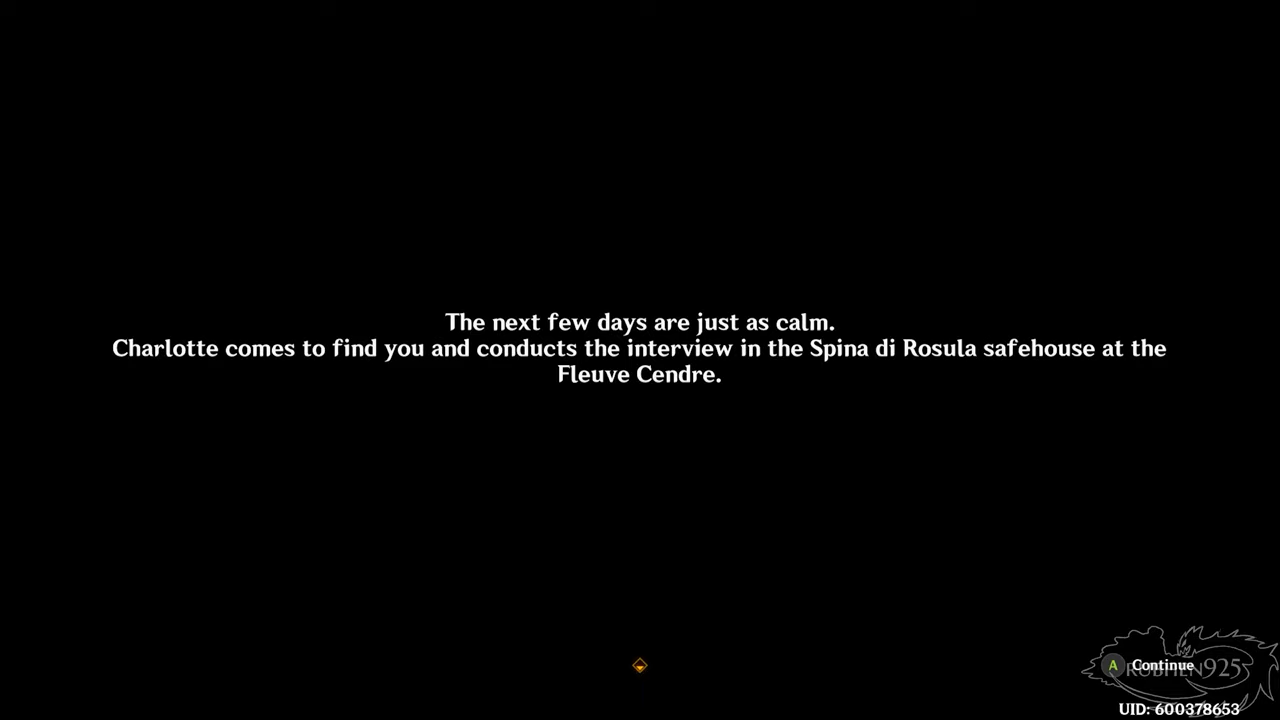 The next few days are just as calm.
Charlotte comes to find you and conducts the interview in the Spina di Rosula safehouse at the
Fleuve Cendre.
A Continue
RUBHEN925
UID: 600378653